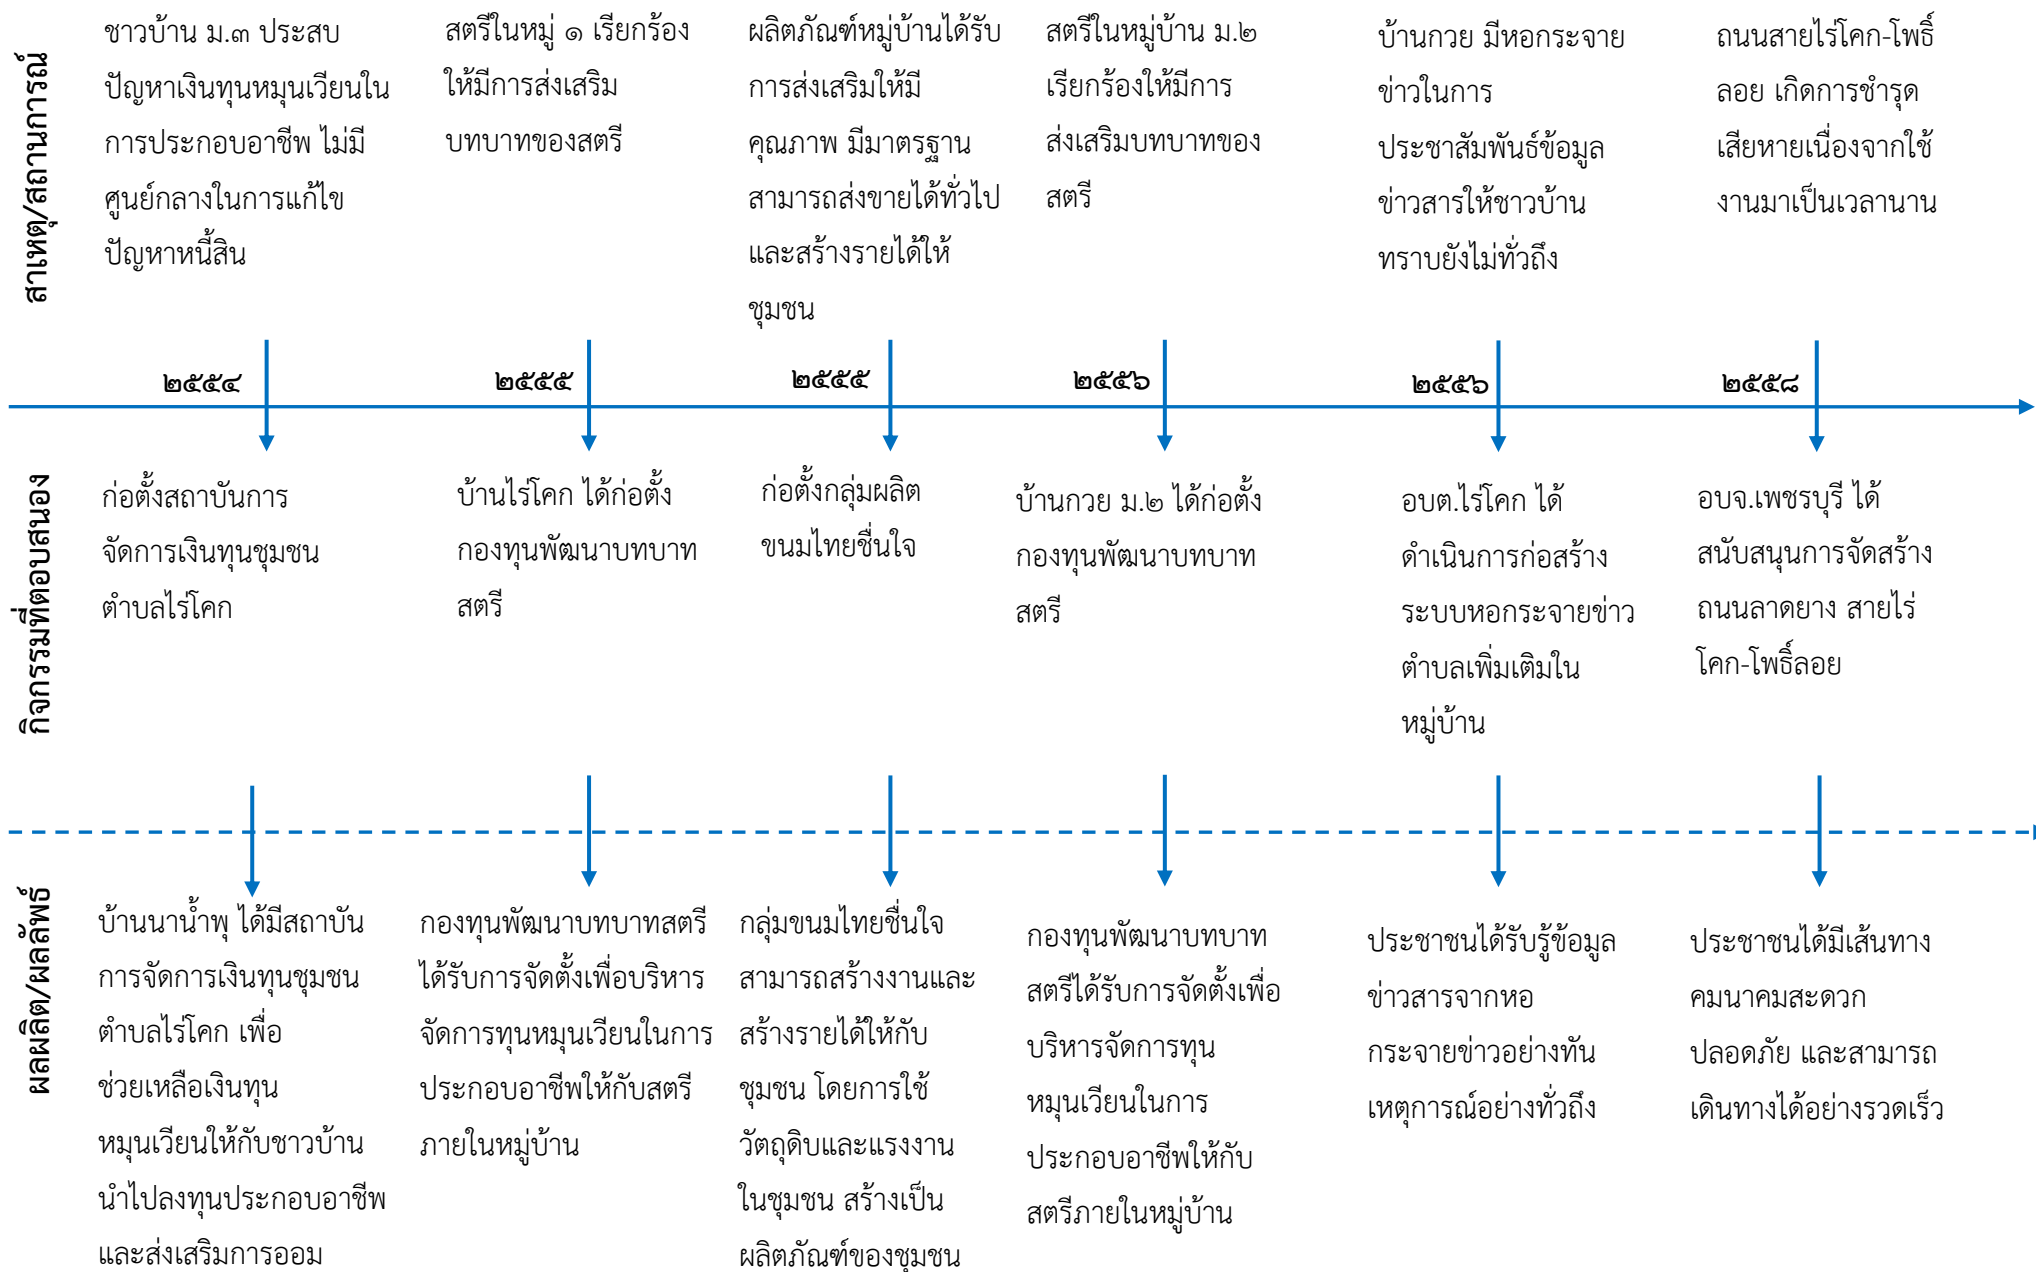 สาเหตุ/สถานการณ์
ชาวบ้าน ม.๓ ประสบ
ปัญหาเงินทุนหมุนเวียนใน
การประกอบอาชีพ ไม่มี
ศูนย์กลางในการแก้ไข
ปัญหาหนี้สิน
สตรีในหมู่ ๑ เรียกร้อง
ให้มีการส่งเสริม
บทบาทของสตรี
ผลิตภัณฑ์หมู่บ้านได้รับ
การส่งเสริมให้มี
คุณภาพ มีมาตรฐาน
สามารถส่งขายได้ทั่วไป
และสร้างรายได้ให้
ชุมชน
สตรีในหมู่บ้าน ม.๒
เรียกร้องให้มีการ
ส่งเสริมบทบาทของ
สตรี
บ้านกวย มีหอกระจาย
ข่าวในการ
ประชาสัมพันธ์ข้อมูล
ข่าวสารให้ชาวบ้าน
ทราบยังไม่ทั่วถึง
ถนนสายไร่โคก-โพธิ์
ลอย เกิดการชำรุด
เสียหายเนื่องจากใช้
งานมาเป็นเวลานาน
๒๕๕๔
๒๕๕๕
๒๕๕๕
๒๕๕๖
๒๕๕๖
๒๕๕๘
กิจกรรมที่ตอบสนอง
ก่อตั้งสถาบันการ
จัดการเงินทุนชุมชน
ตำบลไร่โคก
บ้านไร่โคก ได้ก่อตั้ง
กองทุนพัฒนาบทบาท
สตรี
ก่อตั้งกลุ่มผลิต
ขนมไทยชื่นใจ
บ้านกวย ม.๒ ได้ก่อตั้ง
กองทุนพัฒนาบทบาท
สตรี
อบต.ไร่โคก ได้
ดำเนินการก่อสร้าง
ระบบหอกระจายข่าว
ตำบลเพิ่มเติมใน
หมู่บ้าน
อบจ.เพชรบุรี ได้
สนับสนุนการจัดสร้าง
ถนนลาดยาง สายไร่
โคก-โพธิ์ลอย
ผลผลิต/ผลลัพธ์
บ้านนาน้ำพุ ได้มีสถาบัน
การจัดการเงินทุนชุมชน
ตำบลไร่โคก เพื่อ
ช่วยเหลือเงินทุน
หมุนเวียนให้กับชาวบ้าน
นำไปลงทุนประกอบอาชีพ
และส่งเสริมการออม
กองทุนพัฒนาบทบาทสตรี
ได้รับการจัดตั้งเพื่อบริหาร
จัดการทุนหมุนเวียนในการ
ประกอบอาชีพให้กับสตรี
ภายในหมู่บ้าน
กลุ่มขนมไทยชื่นใจ
สามารถสร้างงานและ
สร้างรายได้ให้กับ
ชุมชน โดยการใช้
วัตถุดิบและแรงงาน
ในชุมชน สร้างเป็น
ผลิตภัณฑ์ของชุมชน
กองทุนพัฒนาบทบาท
สตรีได้รับการจัดตั้งเพื่อ
บริหารจัดการทุน
หมุนเวียนในการ
ประกอบอาชีพให้กับ
สตรีภายในหมู่บ้าน
ประชาชนได้รับรู้ข้อมูล
ข่าวสารจากหอ
กระจายข่าวอย่างทัน
เหตุการณ์อย่างทั่วถึง
ประชาชนได้มีเส้นทาง
คมนาคมสะดวก
ปลอดภัย และสามารถ
เดินทางได้อย่างรวดเร็ว